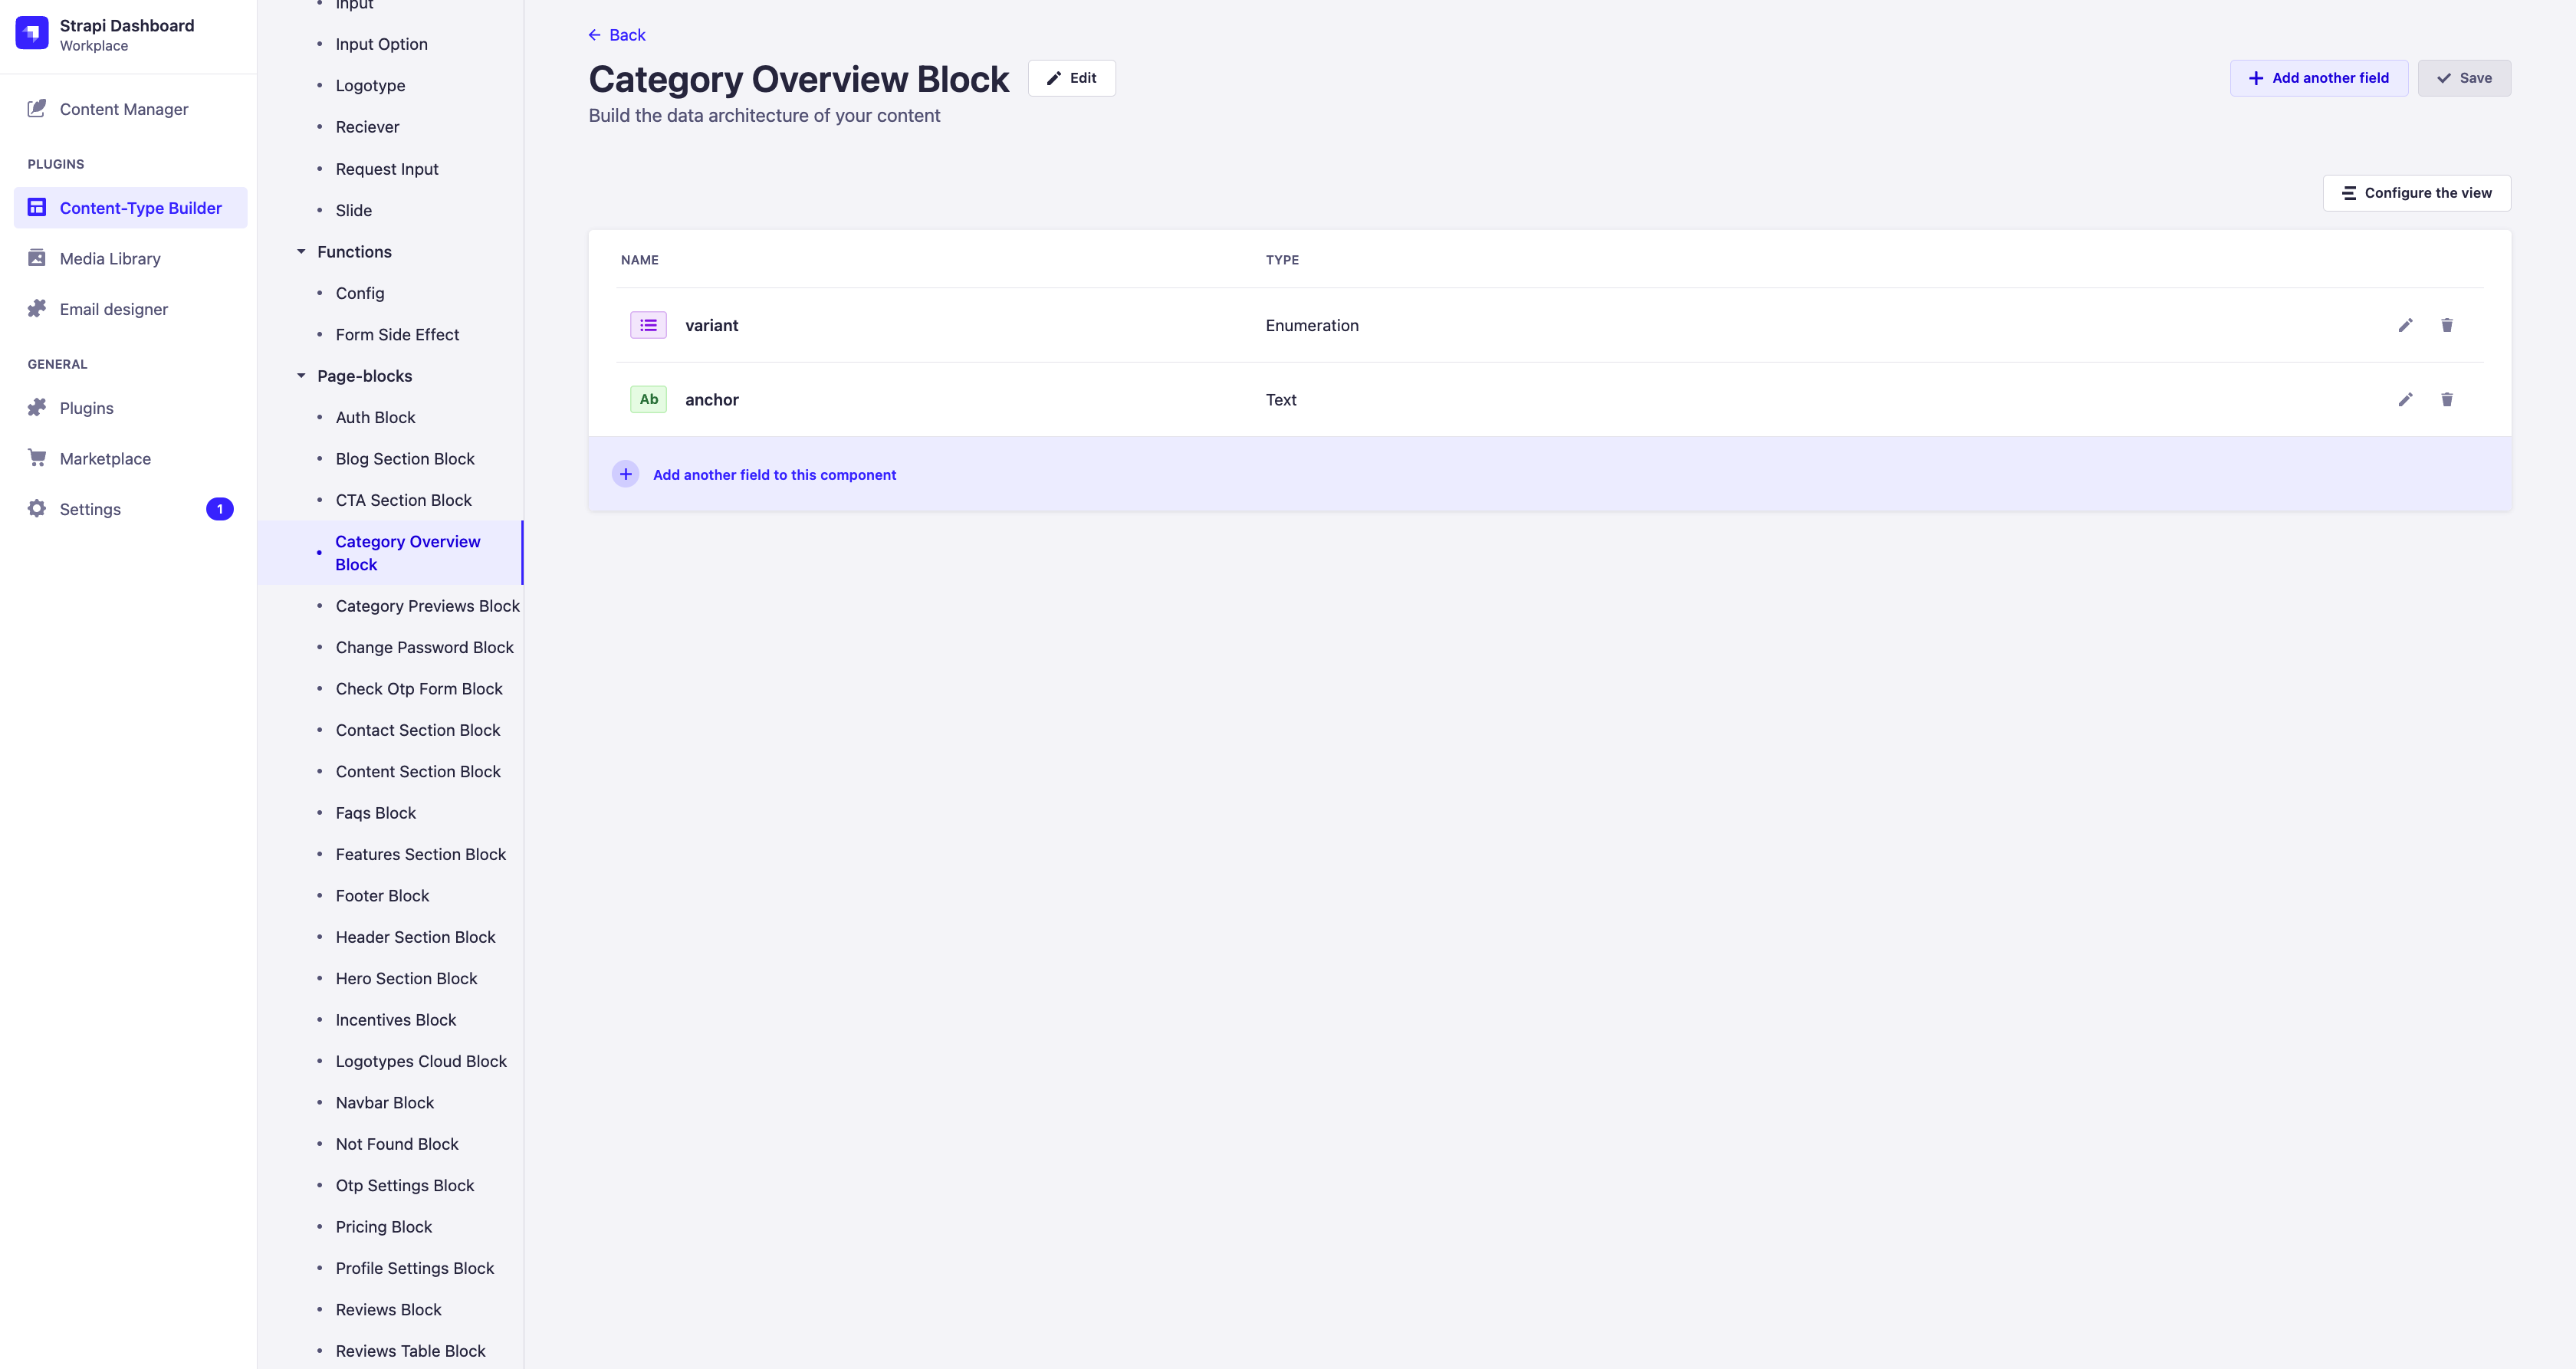 Strapi Dashboard
Workplace
Content Manager
PLUGINS
Content-Type Builder
Media Library
Email designer
GENERAL
Plugins
Marketplace
Settings
1
Input
Input Option
Logotype
Reciever
Request Input
Slide
Functions
Config
Form Side Effect
Page-blocks
Auth Block
Blog Section Block
CTA Section Block
Category Overview
Block
Category Previews Block
Change Password Block
Check Otp Form Block
Contact Section Block
Content Section Block
Faqs Block
Features Section Block
Footer Block
Header Section Block
Hero Section Block
Incentives Block
Logotypes Cloud Block
Navbar Block
Not Found Block
Otp Settings Block
Pricing Block
Profile Settings Block
Reviews Block
Reviews Table Block
Back
Category Overview Block
Edit
Add another field
Save
Build the data architecture of your content
Configure the view
NAME TYPE
variant Enumeration
Ab anchor Text
Add another field to this component